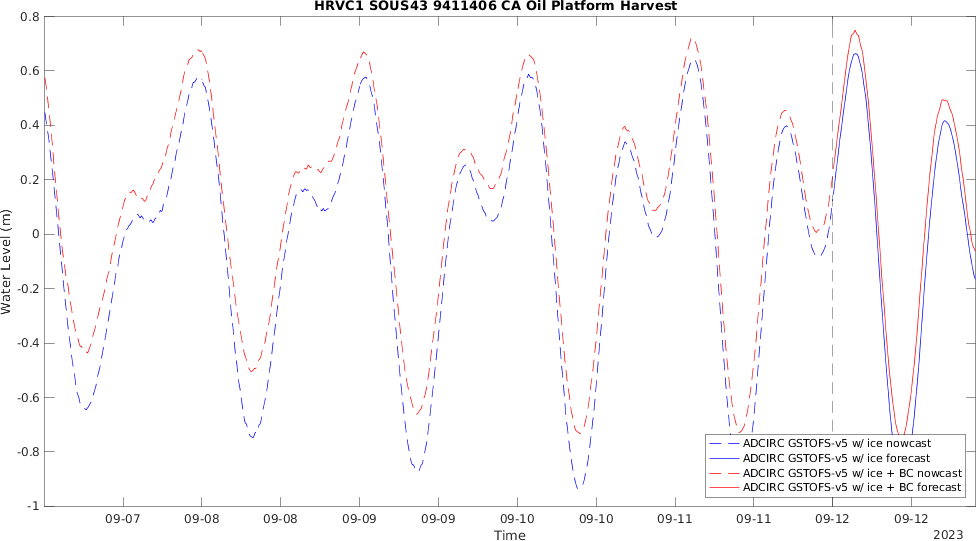 HRVC1 SOUS43 9411406 CA Oil Platform Harvest
Water Level (m)
0.8
0.6
0.4
0.2
0
-0.2
-0.4
-0.6
-0.8
-1
ADCIRC GSTOFS-v5 w/ ice nowcast
ADCIRC GSTOFS-v5 w/ ice forecast
ADCIRC GSTOFS-v5 w/ ice + BC nowcast
ADCIRC GSTOFS-v5 w/ ice + BC forecast
09-07 09-08 09-08 09-09 09-09 09-10 09-10 09-11 09-11 09-12 09-12
Time
2023